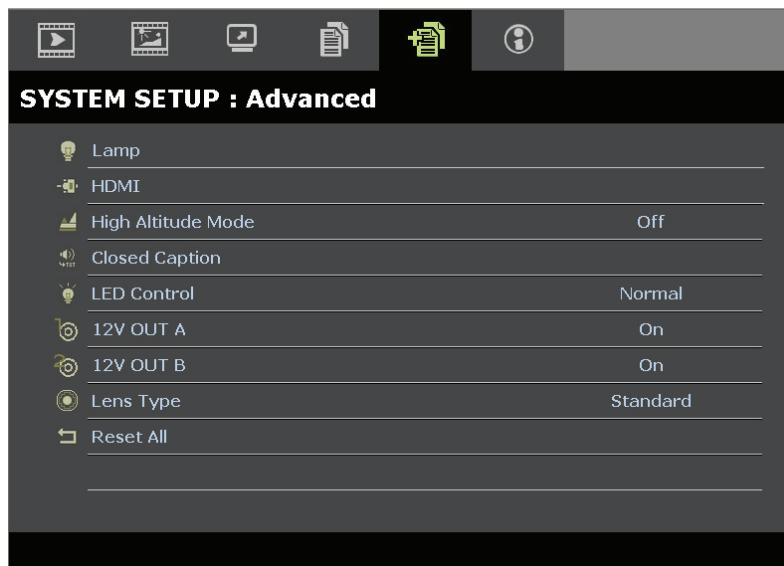 SYSTEM SETUP : Advanced
Lamp
HDMI
High Altitude Mode Off
Closed Caption
LED Control Normal
12V OUT A On
12V OUT B On
Lens Type Standard
Reset All